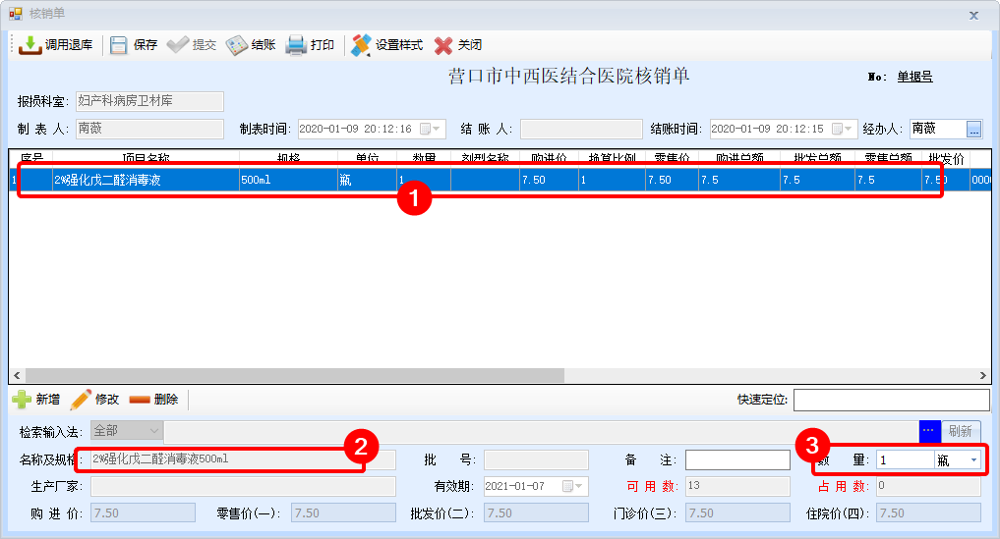 核销单
调用退库 保存 提交 结账 打印 设置样式 关闭
营口市中西医结合医院核销单 No: 单据号
报损科室: 妇产科病房卫材库
制 表 人: 南薇 制表时间: 2020-01-09 20:12:16 结 账 人: 结账时间: 2020-01-09 20:12:15 经办人: 南薇 ...
序号 项目名称 规格 单位 数量 剂型名称 购进价 换算比例 零售价 购进总额 批发总额 零售总额 批发价
1 2%强化戊二醛消毒液 500ml 瓶 1 7.50 1 7.50 7.5 7.5 7.5 7.50 0000
1
新增 修改 删除 快速定位:
检索输入法: 全部 ... 刷新
名称及规格: 2%强化戊二醛消毒液500ml 2 批 号: 备 注: 3 数 量: 1 瓶
生产厂家: 有效期: 2021-01-07 可 用 数: 13 占 用 数: 0
购 进 价: 7.50 零售价(一): 7.50 批发价(二): 7.50 门诊价(三): 7.50 住院价(四): 7.50